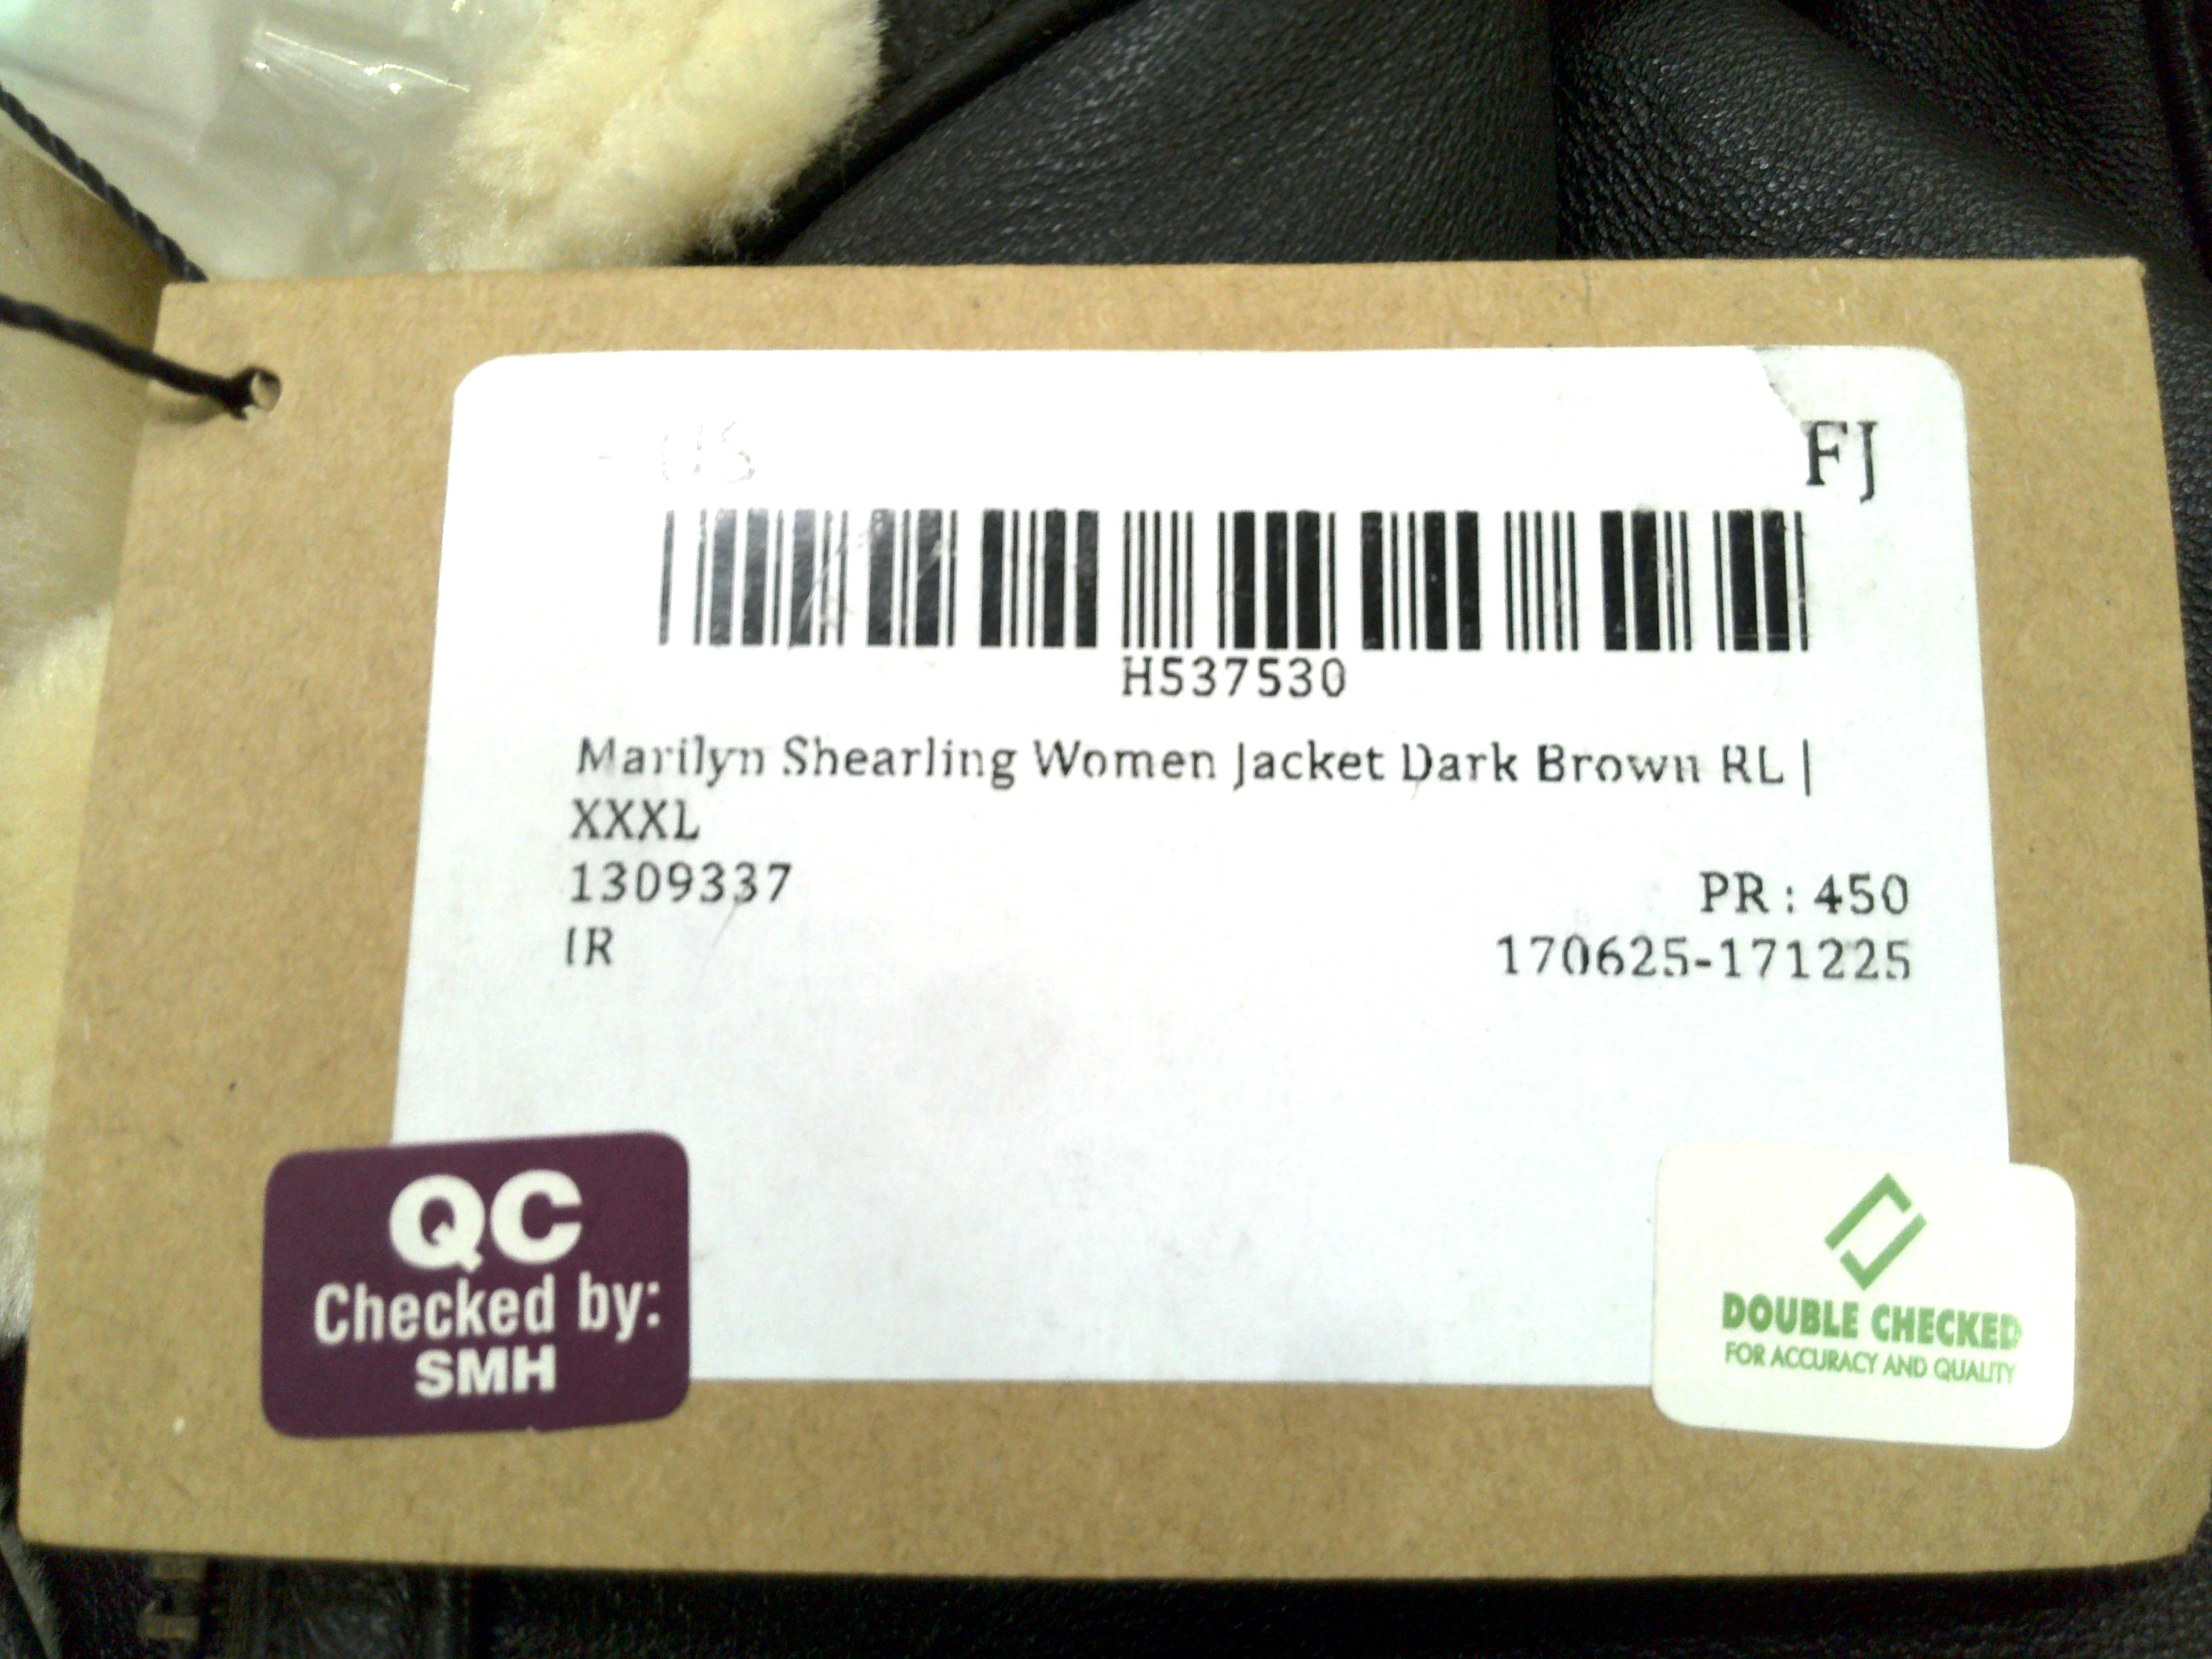 FJ
H537530
Marilyn Shearling Women Jacket Dark Brown RL |
XXXL
1309337
PR : 450
IR
170625-171225
QC
Checked by:
SMH
DOUBLE CHECKED
FOR ACCURACY AND QUALITY